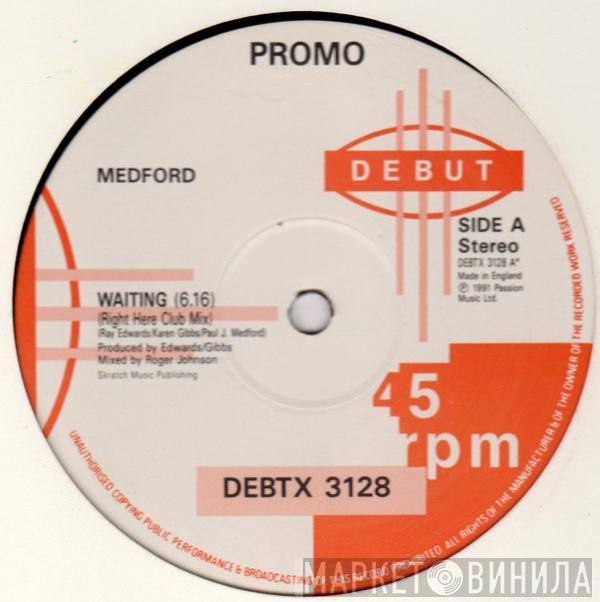 PROMO
MEDFORD
DEBUT
SIDE A
Stereo
DEBTX 3128 A*
Made in England
℗ 1991 Passion
Music Ltd.
WAITING (6.16)
(Right Here Club Mix)
(Ray Edwards/Karen Gibbs/Paul J. Medford)
Produced by Edwards/Gibbs
Mixed by Roger Johnson
Skratch Music Publishing
45
rpm
DEBTX 3128
UNAUTHORISED COPYING PUBLIC PERFORMANCE & BROADCASTING OF THIS RECORD PROHIBITED. ALL RIGHTS OF THE MANUFACTURER & OF THE OWNER OF THE RECORDED WORK RESERVED
МАРКЕТ ВИНИЛА